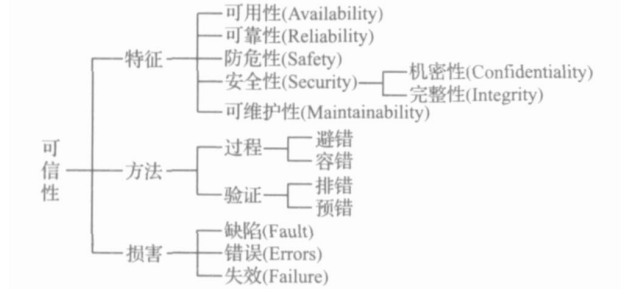 可信性
特征
可用性(Availability)
可靠性(Reliability)
防危性(Safety)
安全性(Security)
机密性(Confidentiality)
完整性(Integrity)
可维护性(Maintainability)
方法
过程
避错
容错
验证
排错
预错
损害
缺陷(Fault)
错误(Errors)
失效(Failure)